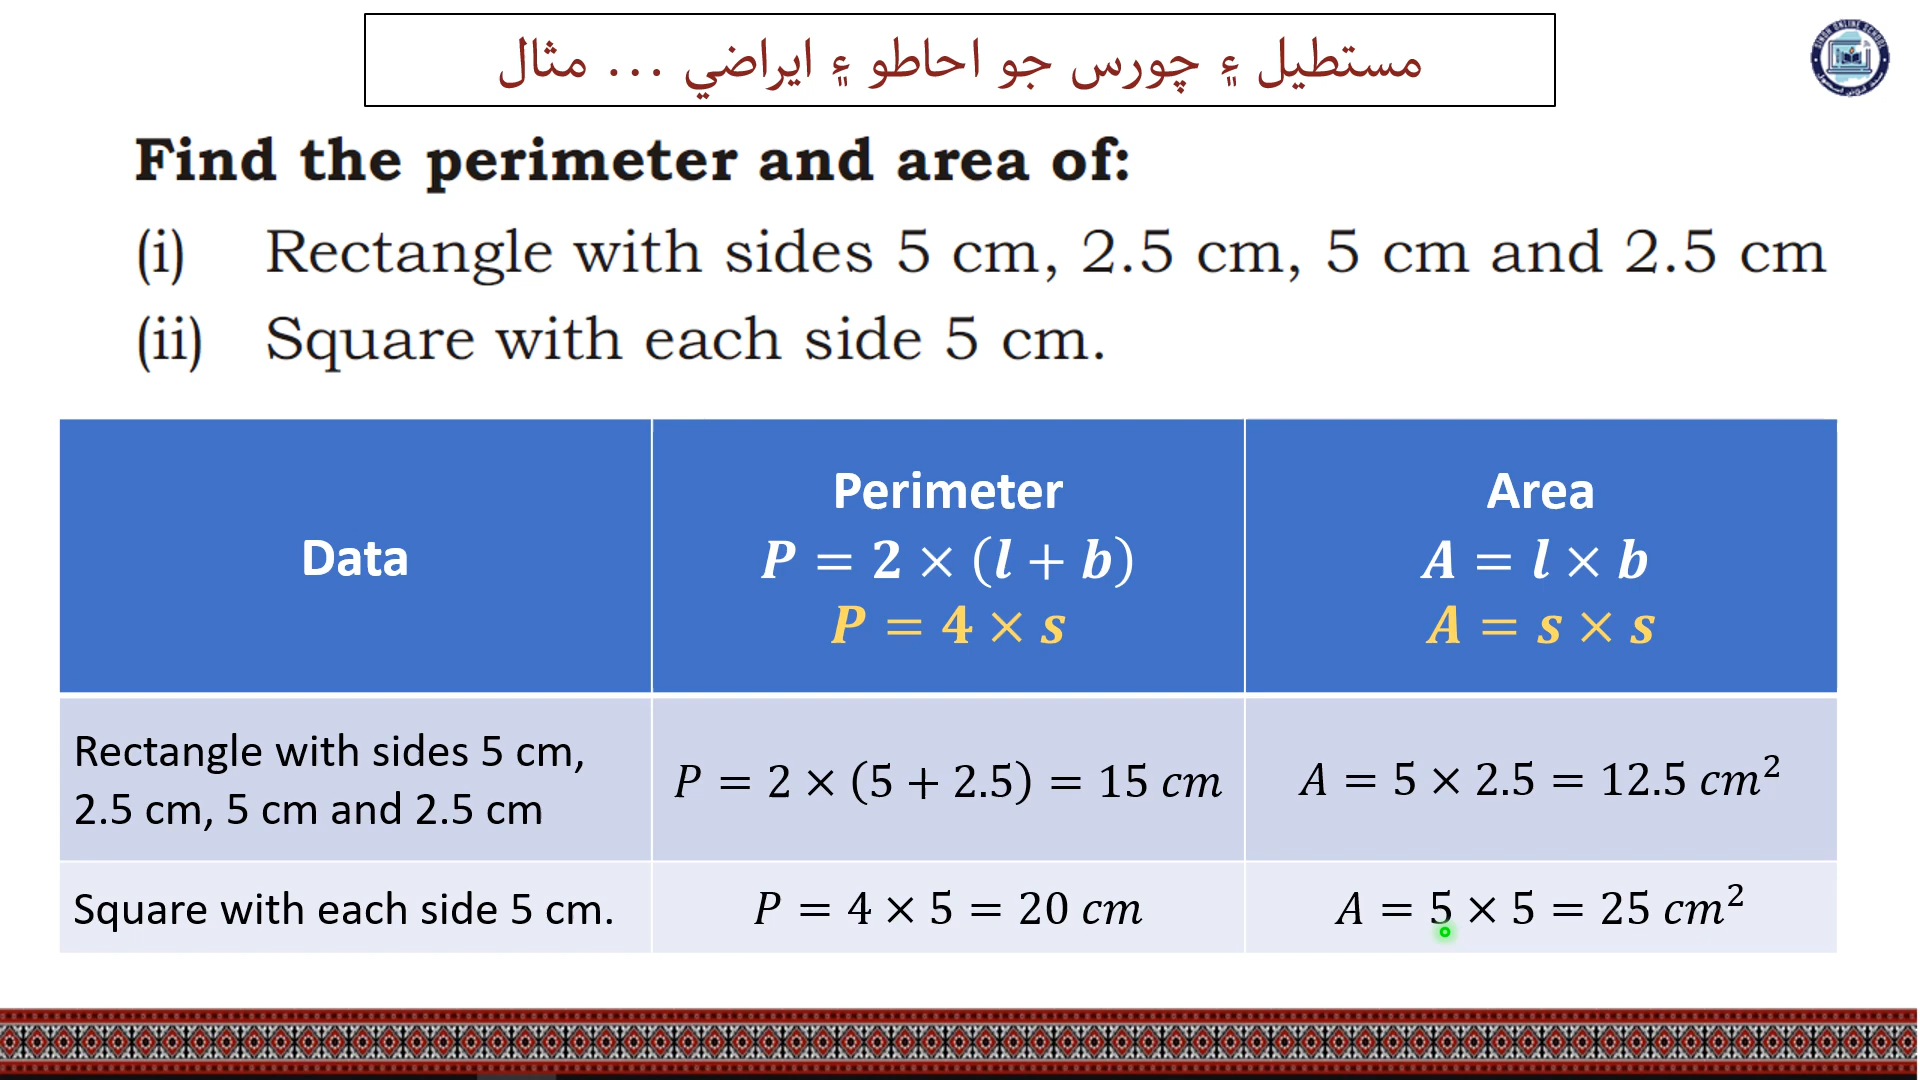 مستطيل ۽ چورس جو احاطو ۽ ايراضي ... مثال
SINDH ONLINE SCHOOL
Find the perimeter and area of:
(i) Rectangle with sides 5 cm, 2.5 cm, 5 cm and 2.5 cm
(ii) Square with each side 5 cm.
Data
Perimeter
P = 2 × (l + b)
P = 4 × s
Area
A = l × b
A = s × s
Rectangle with sides 5 cm,
2.5 cm, 5 cm and 2.5 cm
P = 2 × (5 + 2.5) = 15 cm
A = 5 × 2.5 = 12.5 cm²
Square with each side 5 cm.
P = 4 × 5 = 20 cm
A = 5 × 5 = 25 cm²